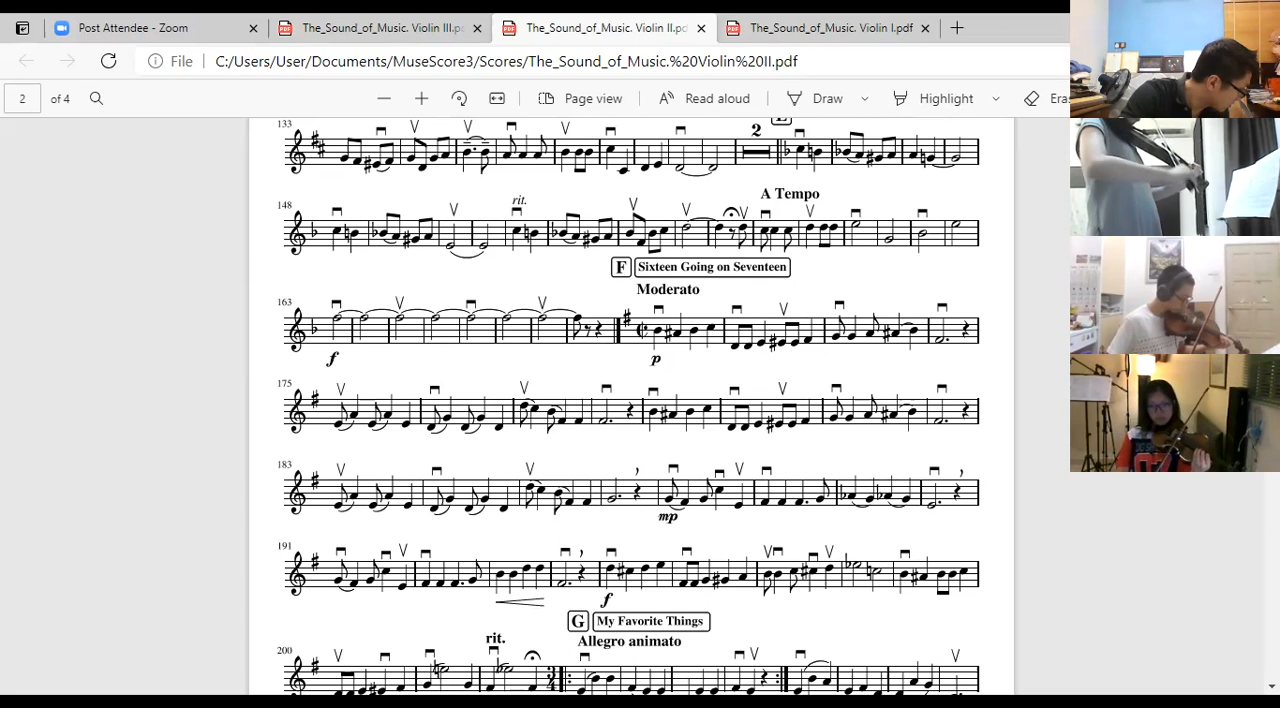 Post Attendee - Zoom
The_Sound_of_Music. Violin III.p
The_Sound_of_Music. Violin II.pd
The_Sound_of_Music. Violin I.pdf
File
C:/Users/User/Documents/MuseScore3/Scores/The_Sound_of_Music.%20Violin%20II.pdf
2 of 4
Page view
Read aloud
Draw
Highlight
Era
133
2
148
rit.
A Tempo
F Sixteen Going on Seventeen
Moderato
163
f
p
175
183
mp
191
f
G My Favorite Things
200
rit.
Allegro animato
3
4